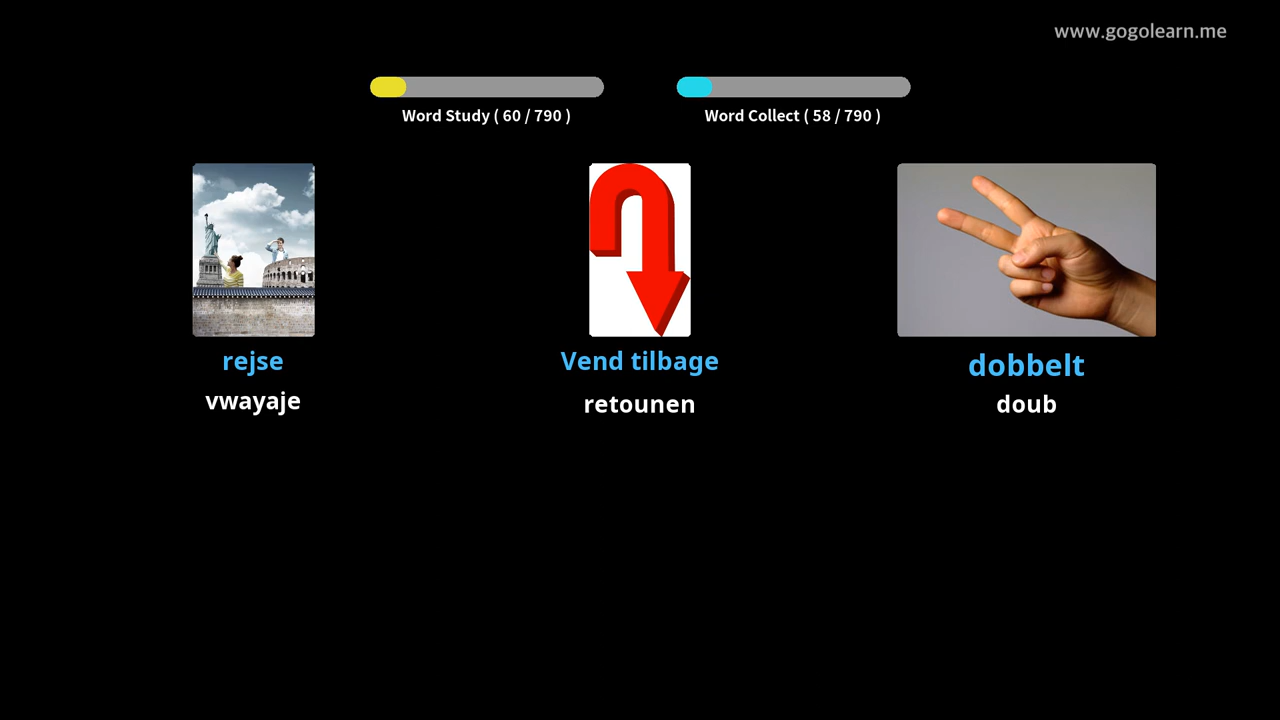 www.gogolearn.me
Word Study ( 60 / 790 )
Word Collect ( 58 / 790 )
rejse
Vend tilbage
dobbelt
vwayaje
retounen
doub